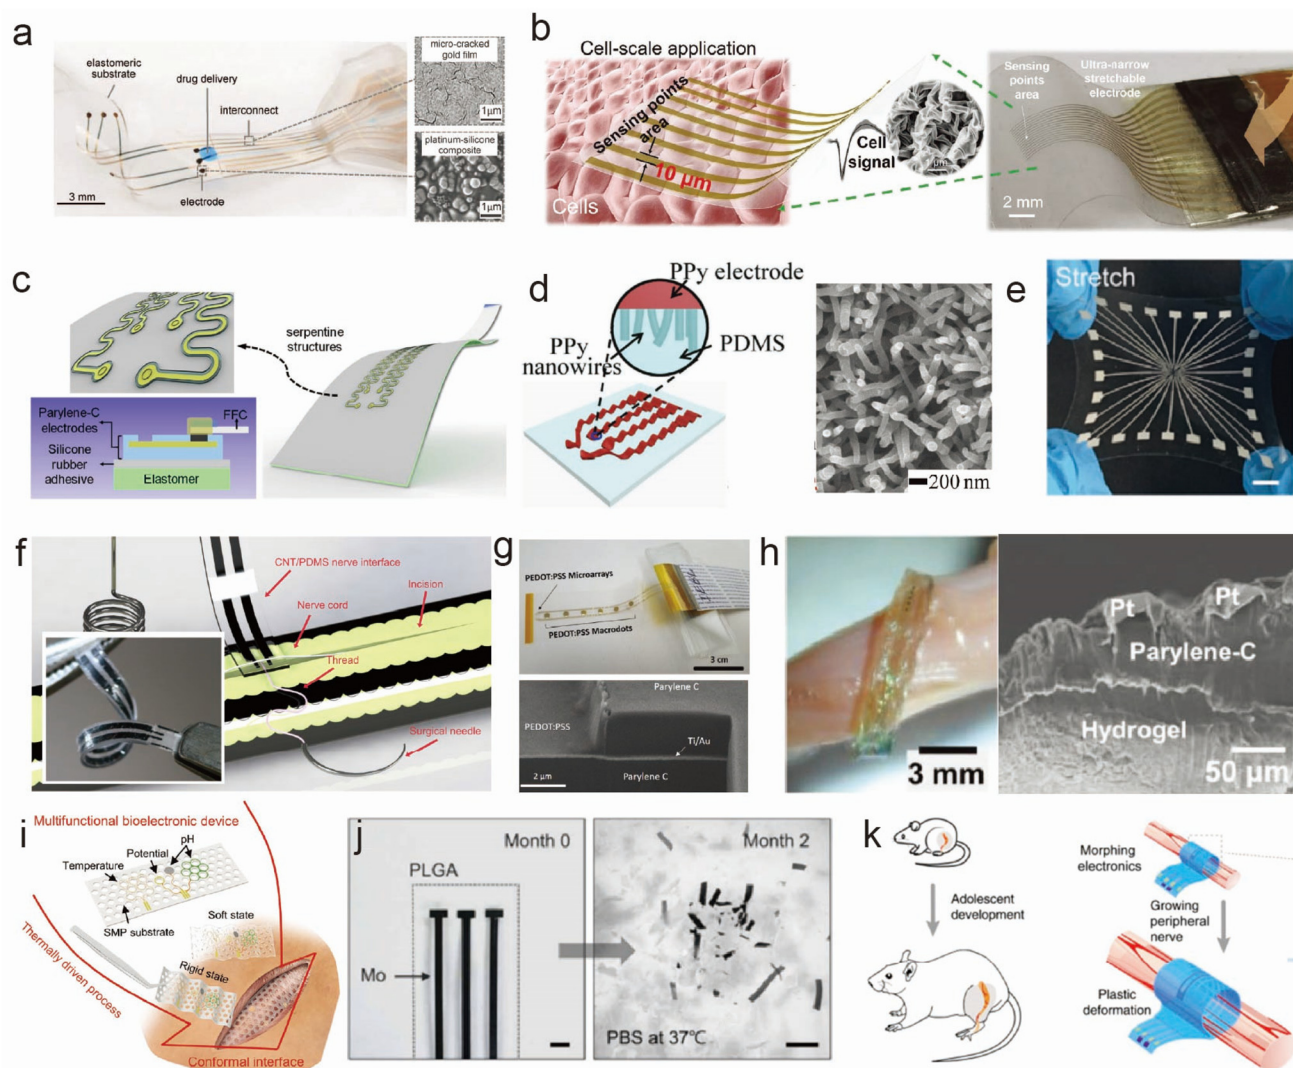 a
elastomeric
substrate
drug delivery
interconnect
electrode
3 mm
micro-cracked
gold film
1μm
platinum-silicone
composite
1μm
b
Cell-scale application
Sensing points
area
10 μm
Cells
Cell
signal
Sensing
points
area
Ultra-narrow
stretchable
electrode
2 mm
c
serpentine
structures
Parylene-C
electrodes
FFC
Silicone
rubber
adhesive
Elastomer
d
PPy electrode
PPy
nanowires
PDMS
200 nm
e
Stretch
f
CNT/PDMS nerve interface
Incision
Nerve cord
Thread
Surgical needle
g
PEDOT:PSS Microarrays
PEDOT:PSS Macrodots
3 cm
Parylene C
PEDOT:PSS
Ti/Au
2 μm
Parylene C
h
3 mm
Pt
Pt
Parylene-C
Hydrogel
50 μm
i
Multifunctional bioelectronic device
pH
Potential
Temperature
SMP substrate
Soft state
Rigid state
Thermally driven process
Conformal interface
j
Month 0
PLGA
Mo
Month 2
PBS at 37℃
k
Adolescent
development
Morphing
electronics
Growing
peripheral
nerve
Plastic
deformation